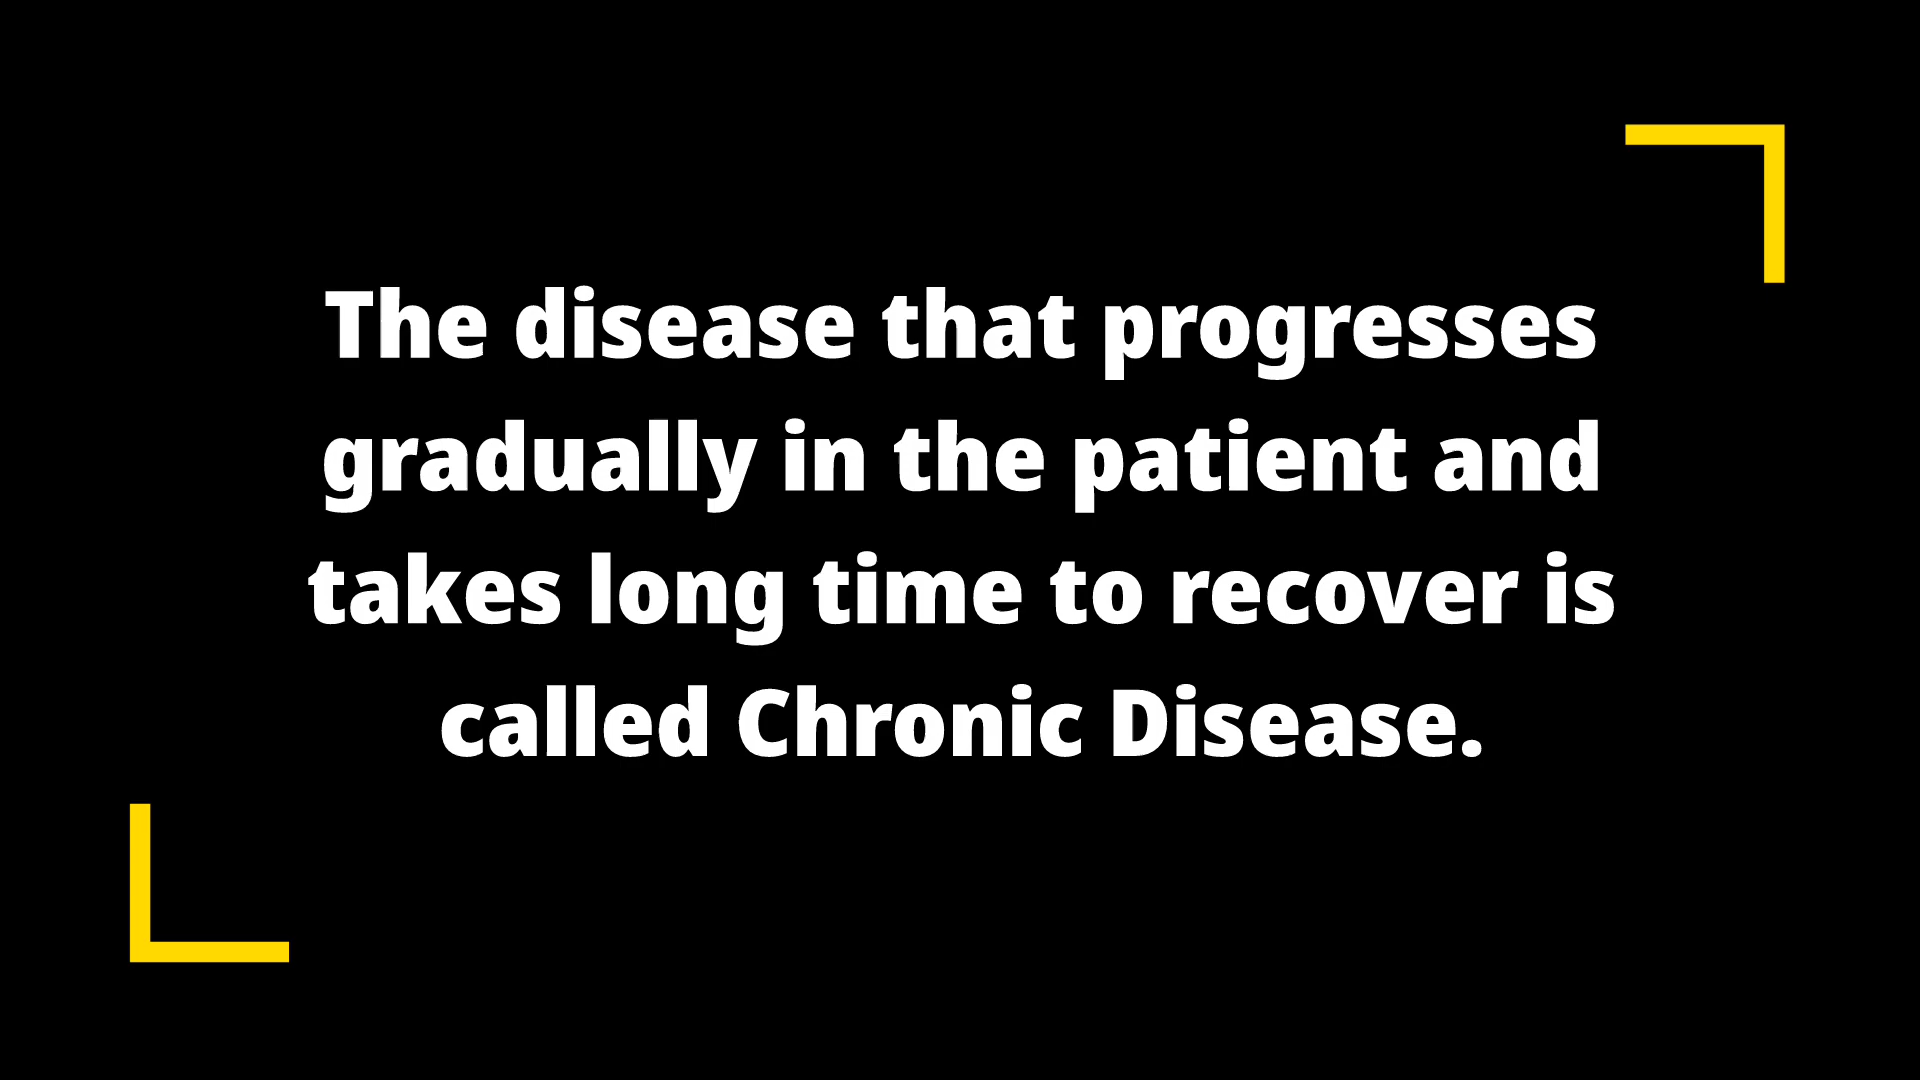 The disease that progresses
gradually in the patient and
takes long time to recover is
called Chronic Disease.